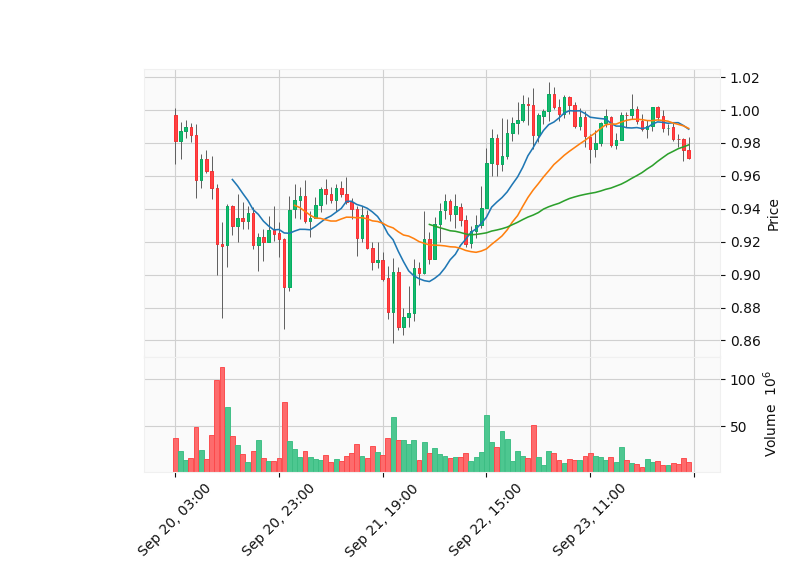 1.02
1.00
0.98
0.96
0.94
0.92
0.90
0.88
0.86
Price
100
50
Volume 10^6
Sep 20, 03:00
Sep 20, 23:00
Sep 21, 19:00
Sep 22, 15:00
Sep 23, 11:00